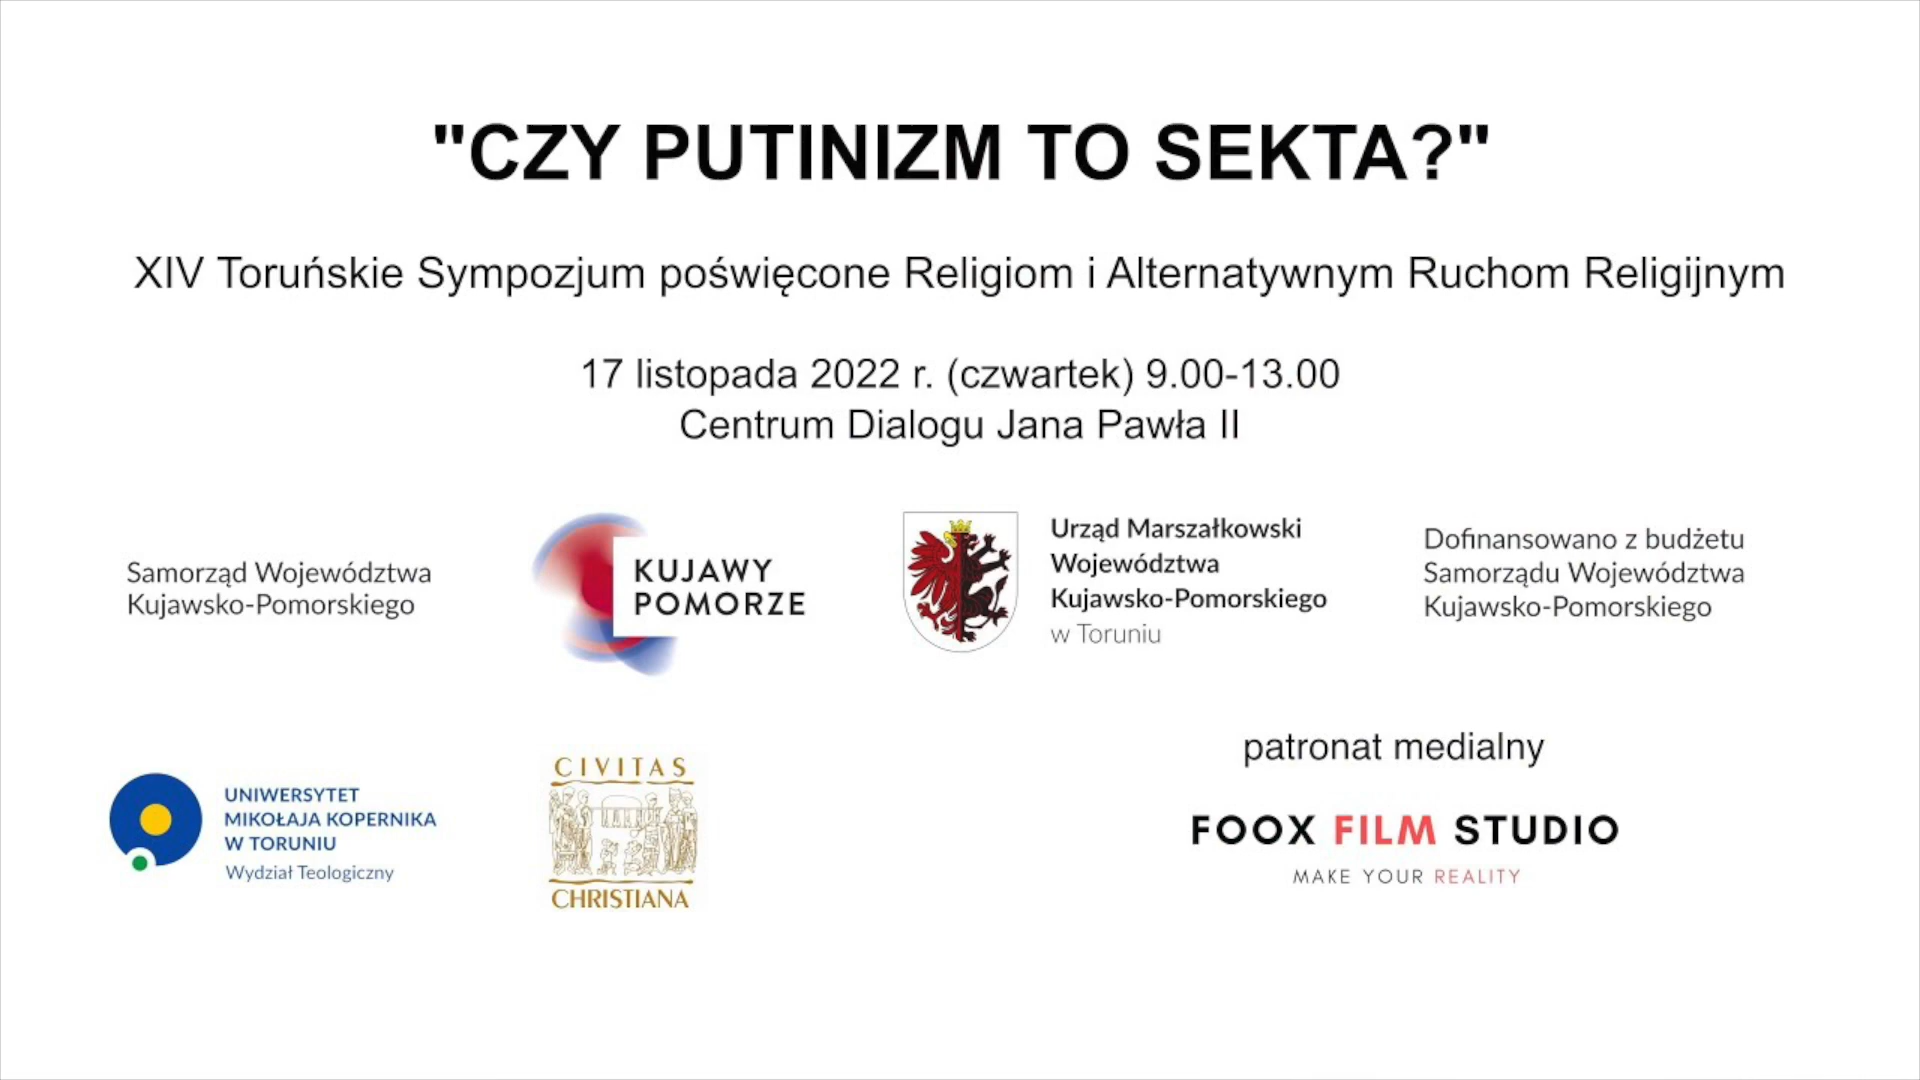 "CZY PUTINIZM TO SEKTA?"
XIV Toruńskie Sympozjum poświęcone Religiom i Alternatywnym Ruchom Religijnym
17 listopada 2022 r. (czwartek) 9.00-13.00
Centrum Dialogu Jana Pawła II
Samorząd Województwa
Kujawsko-Pomorskiego
KUJAWY
POMORZE
Urząd Marszałkowski
Województwa
Kujawsko-Pomorskiego
w Toruniu
Dofinansowano z budżetu
Samorządu Województwa
Kujawsko-Pomorskiego
UNIWERSYTET
MIKOŁAJA KOPERNIKA
W TORUNIU
Wydział Teologiczny
CIVITAS
CHRISTIANA
patronat medialny
FOOX FILM STUDIO
MAKE YOUR REALITY